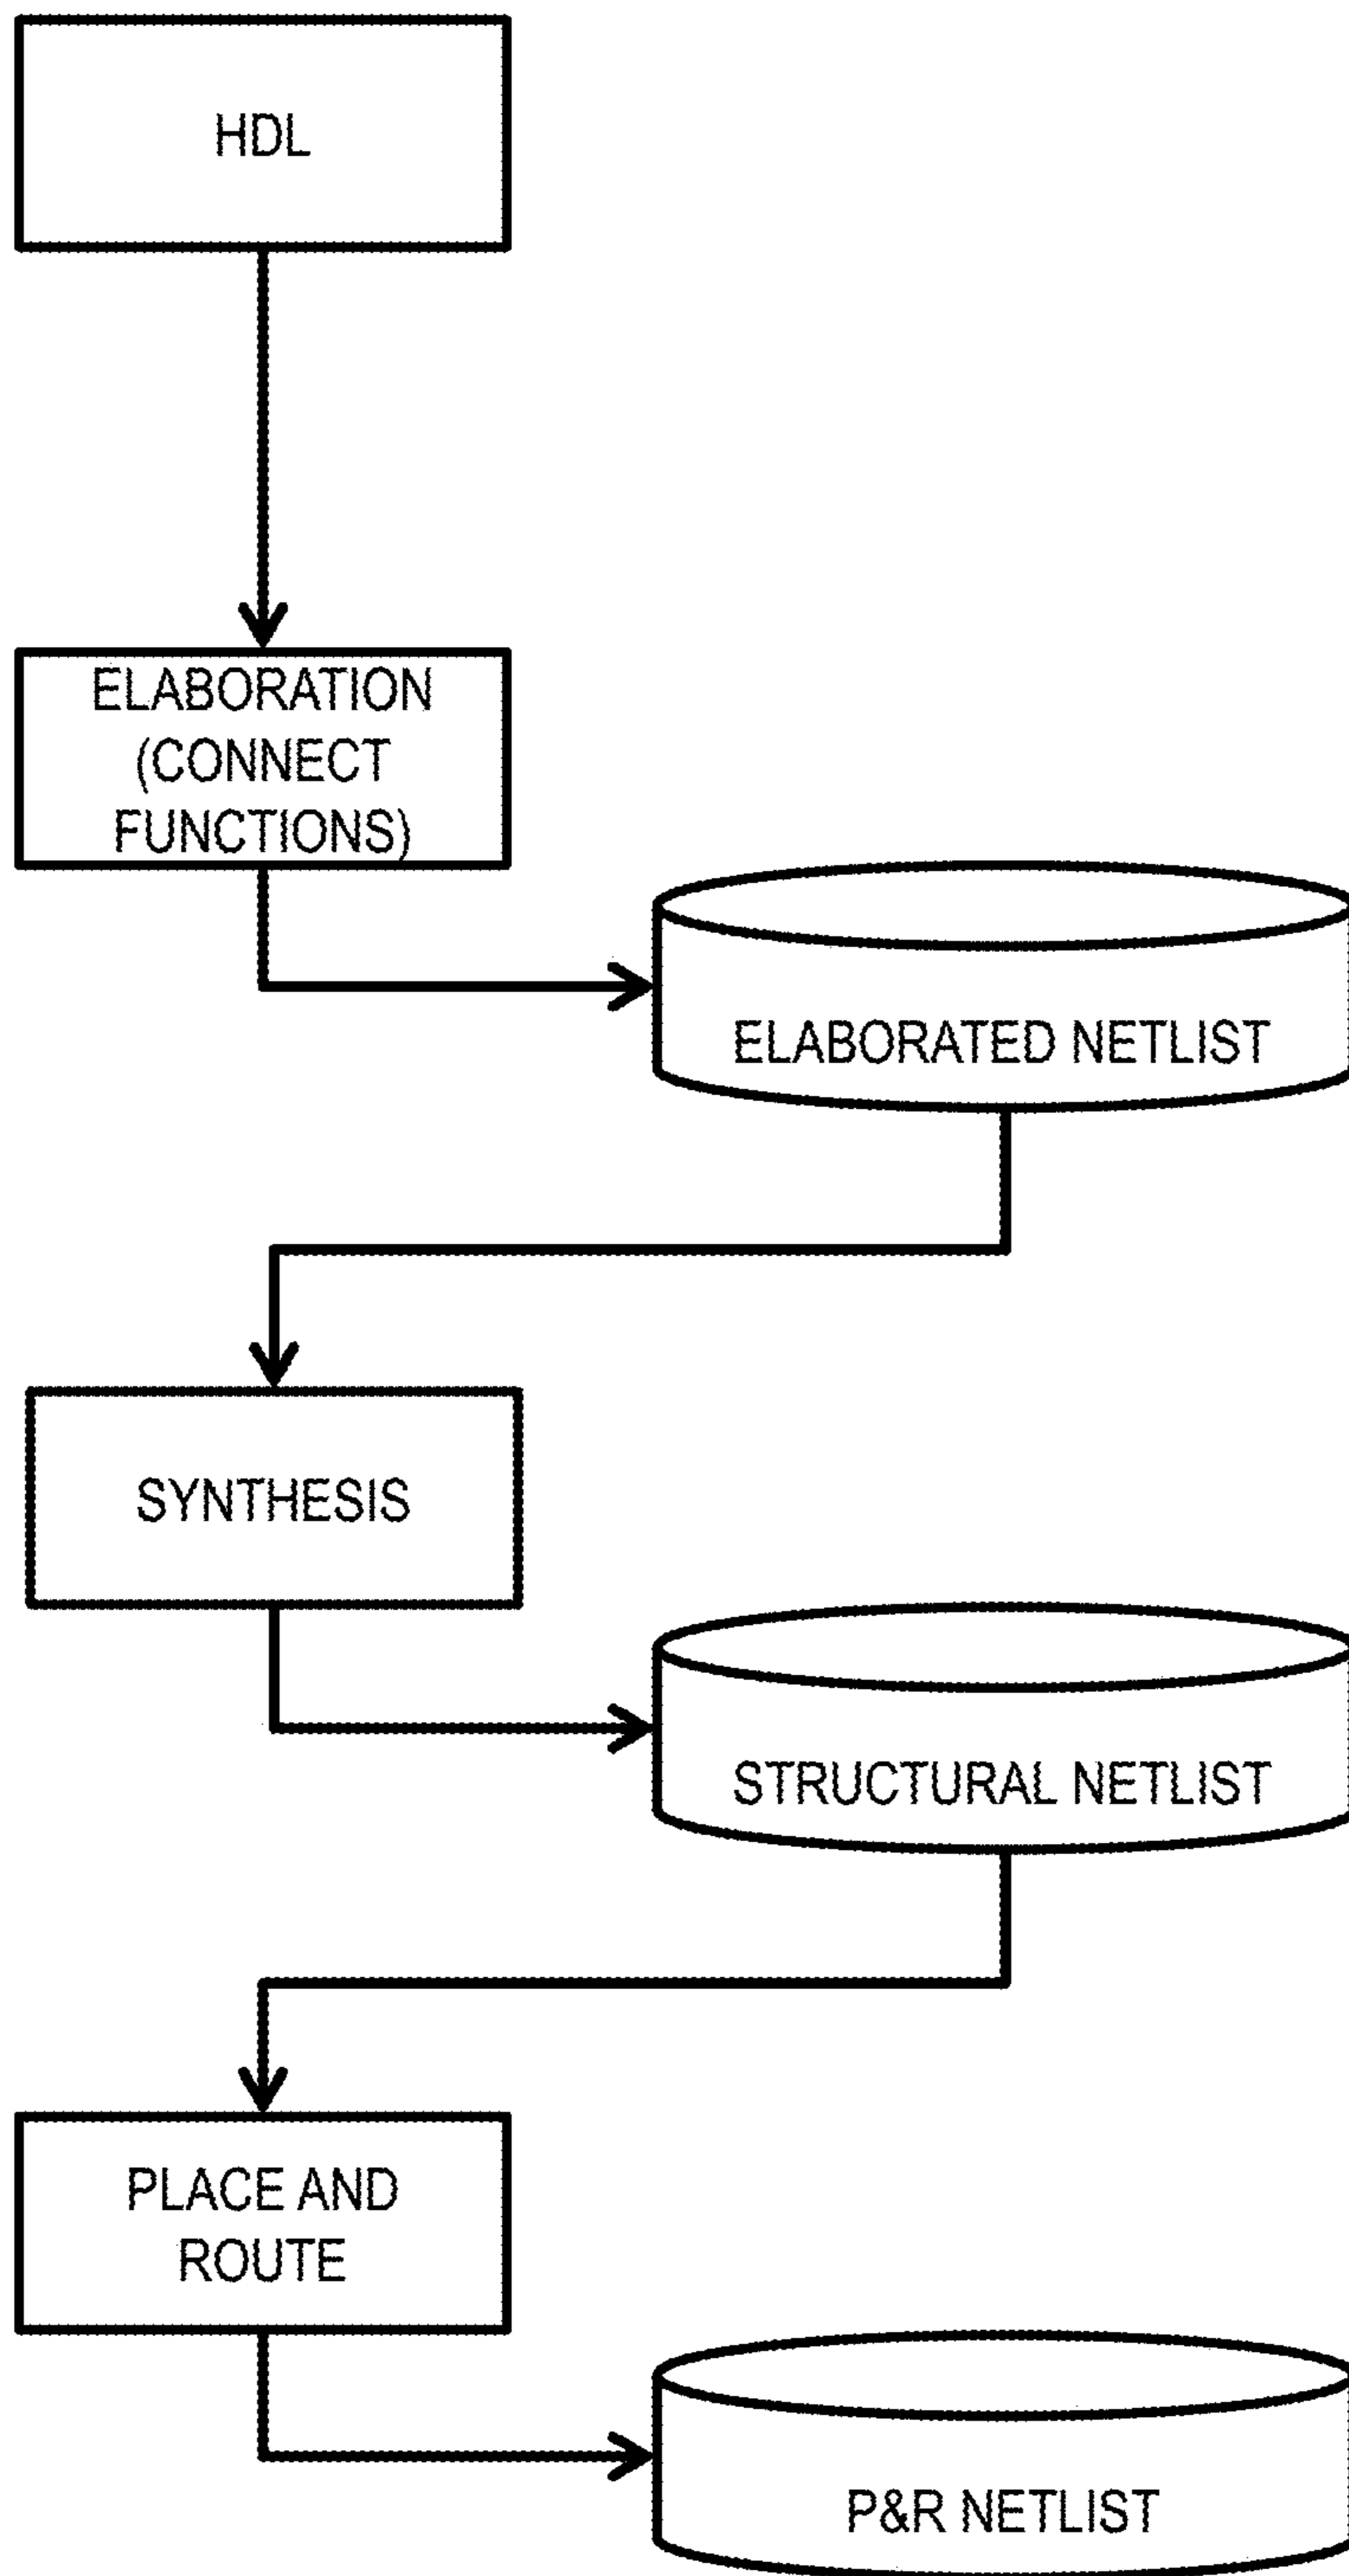 HDL
ELABORATION
(CONNECT
FUNCTIONS)
ELABORATED NETLIST
SYNTHESIS
STRUCTURAL NETLIST
PLACE AND
ROUTE
P&R NETLIST